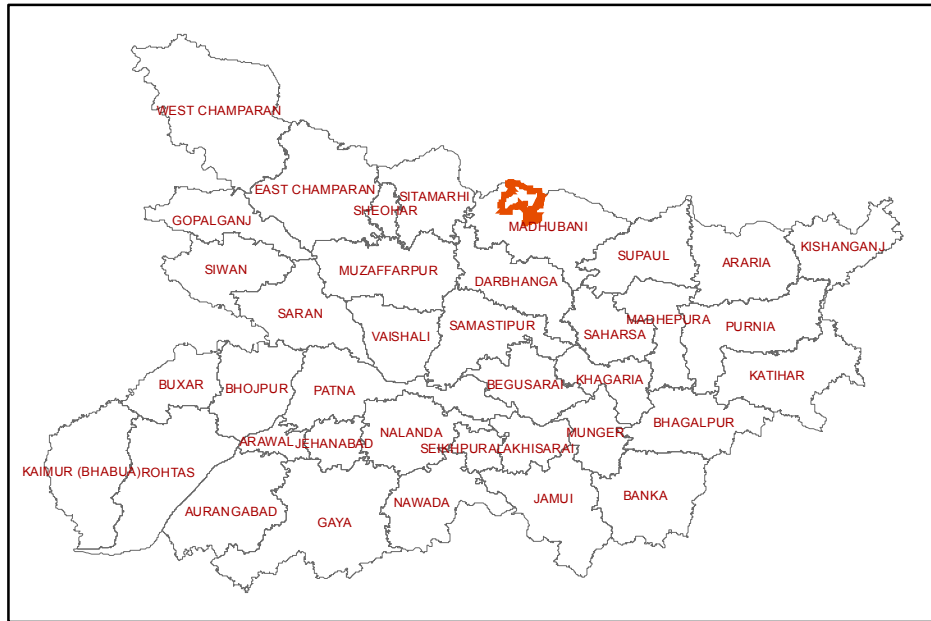 WEST CHAMPARAN
EAST CHAMPARAN
SITAMARHI
SHEOHAR
GOPALGANJ
MADHUBANI
KISHANGANJ
SUPAUL
ARARIA
SIWAN
MUZAFFARPUR
DARBHANGA
SARAN
SAMASTIPUR
MADHEPURA
PURNIA
VAISHALI
SAHARSA
BUXAR
BHOJPUR
PATNA
BEGUSARAI
KHAGARIA
KATIHAR
BHAGALPUR
ARAWAL
JEHANABAD
NALANDA
SEIKHPURA
LAKHISARAI
MUNGER
KAIMUR (BHABUA)
ROHTAS
AURANGABAD
GAYA
NAWADA
JAMUI
BANKA